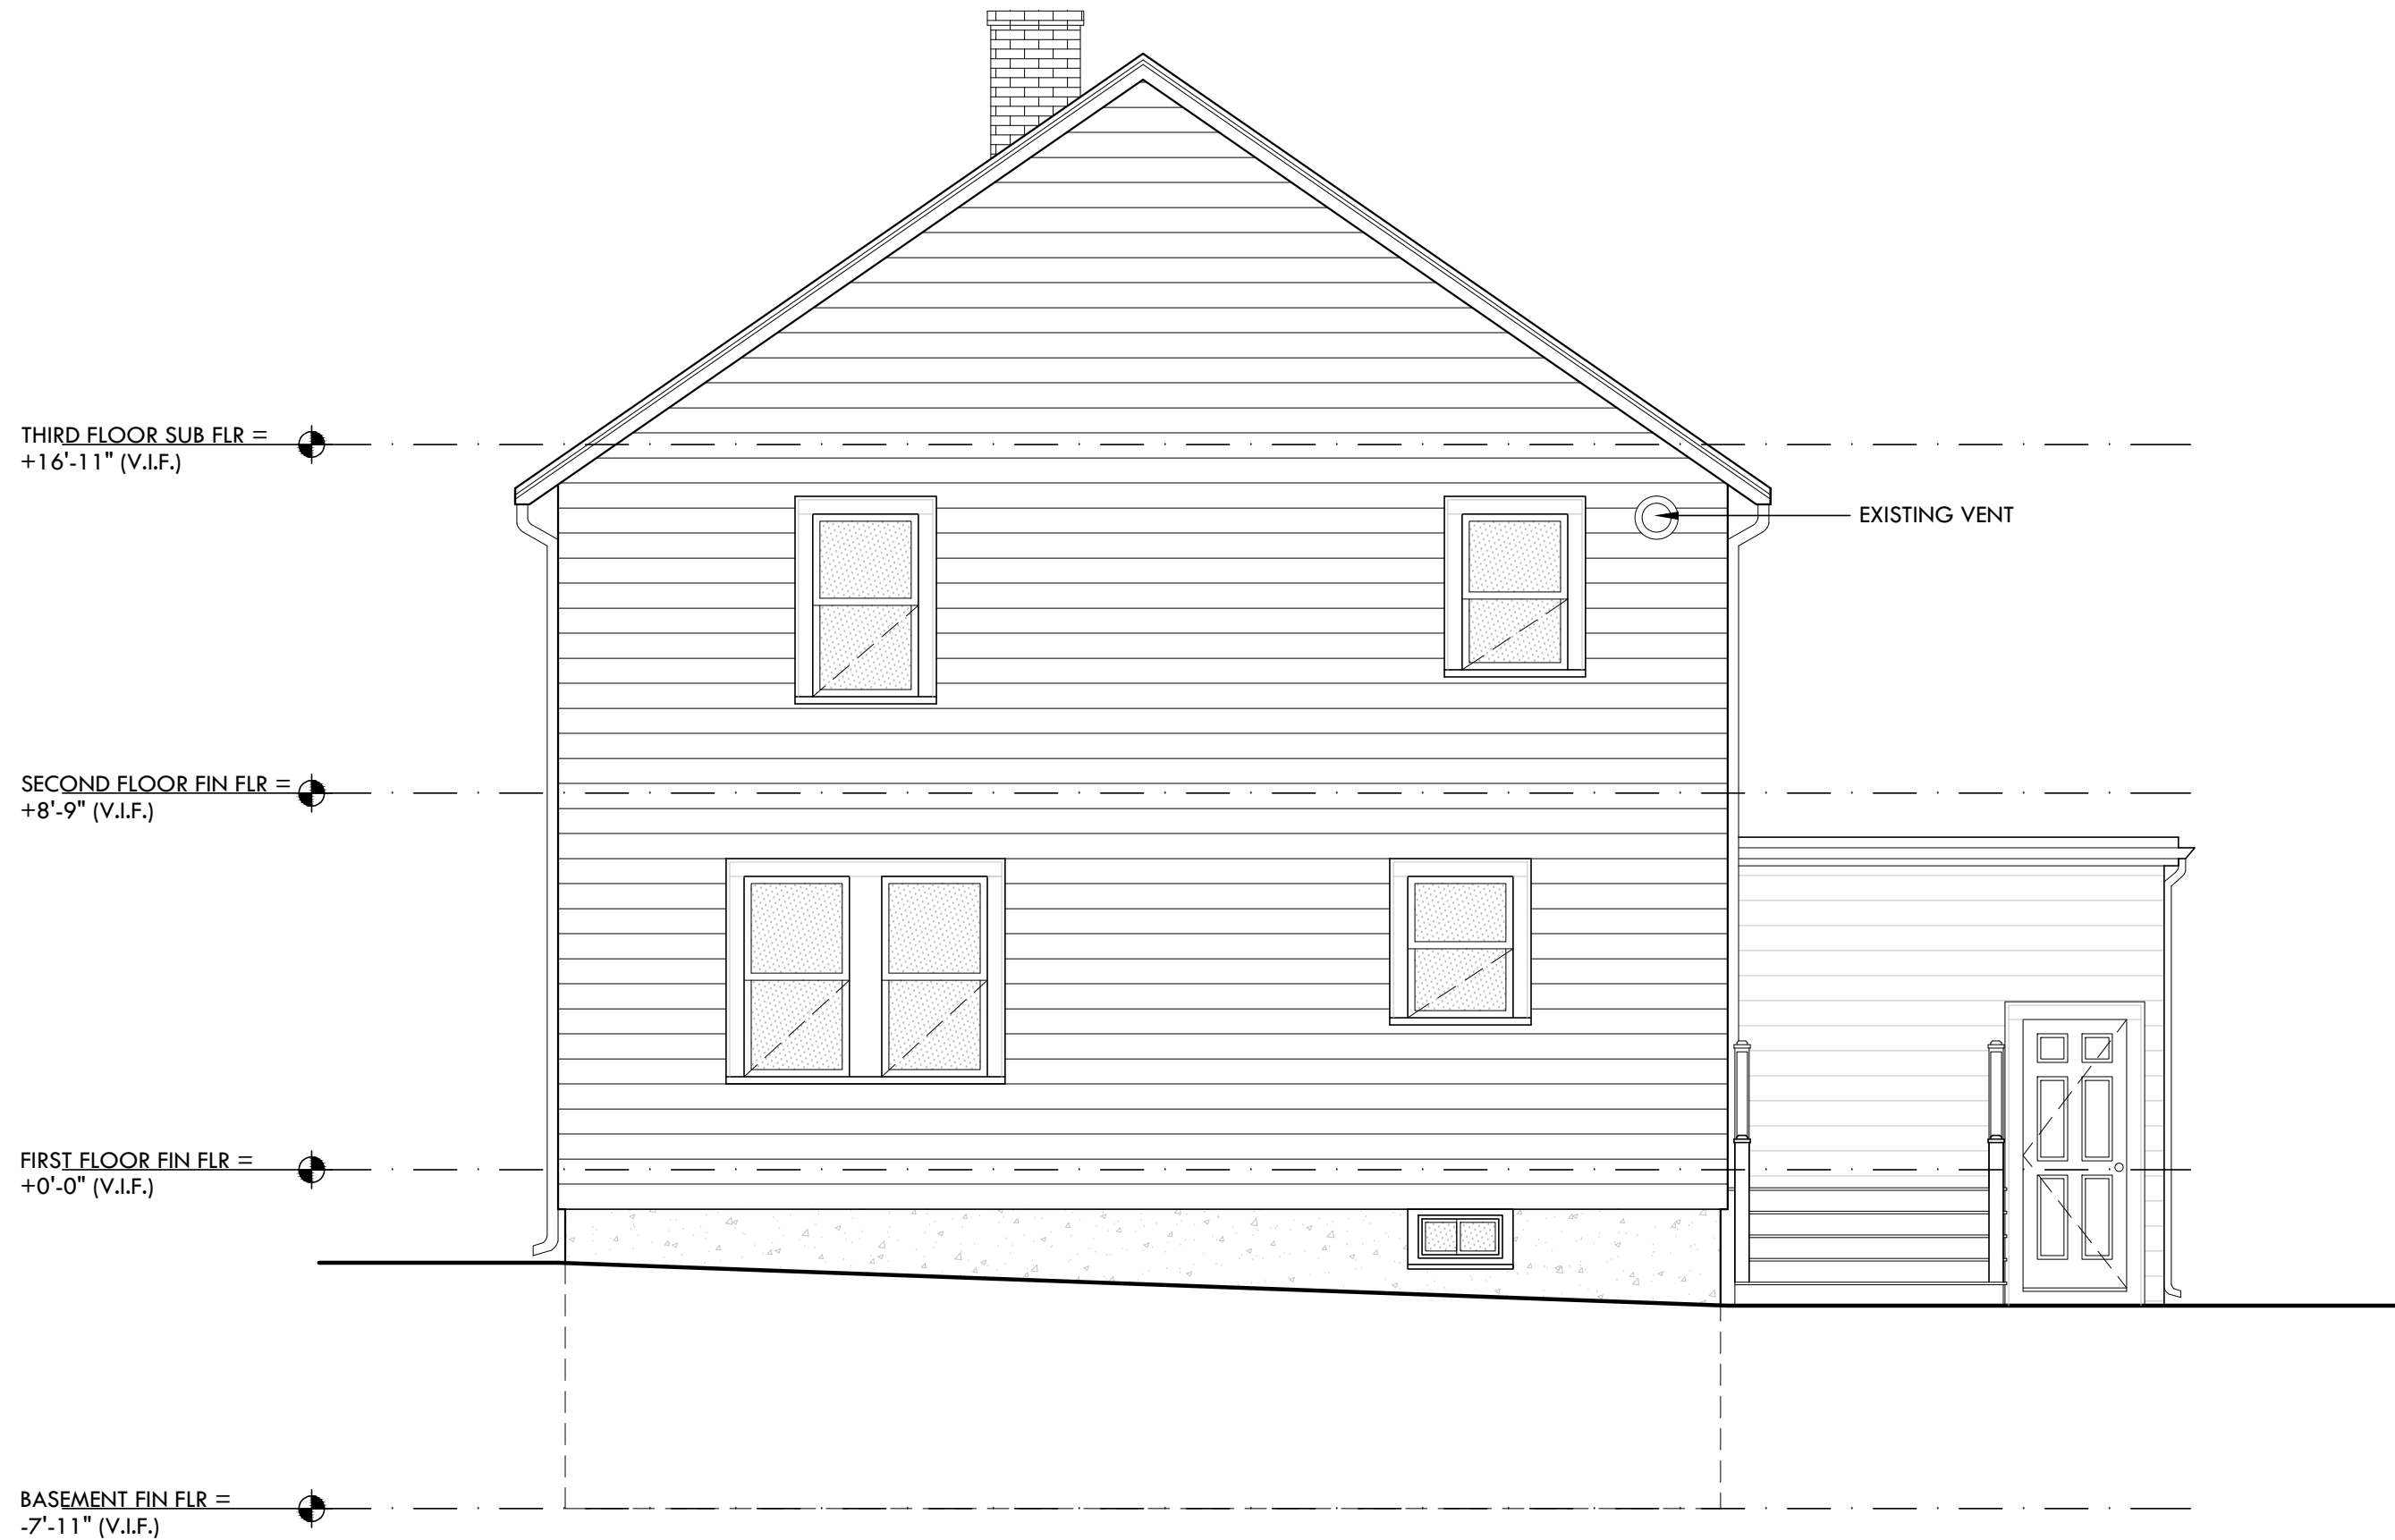 THIRD FLOOR SUB FLR =
+16'-11" (V.I.F.)
EXISTING VENT
SECOND FLOOR FIN FLR =
+8'-9" (V.I.F.)
FIRST FLOOR FIN FLR =
+0'-0" (V.I.F.)
BASEMENT FIN FLR =
-7'-11" (V.I.F.)